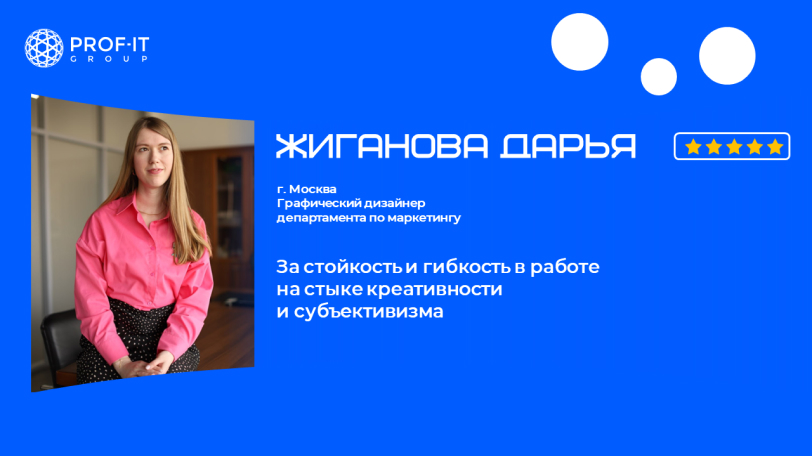 PROF-IT
GROUP
ЖИГАНОВА ДАРЬЯ
г. Москва
Графический дизайнер
департамента по маркетингу
За стойкость и гибкость в работе
на стыке креативности
и субъективизма